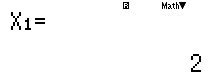 R Math▼
X1=
2